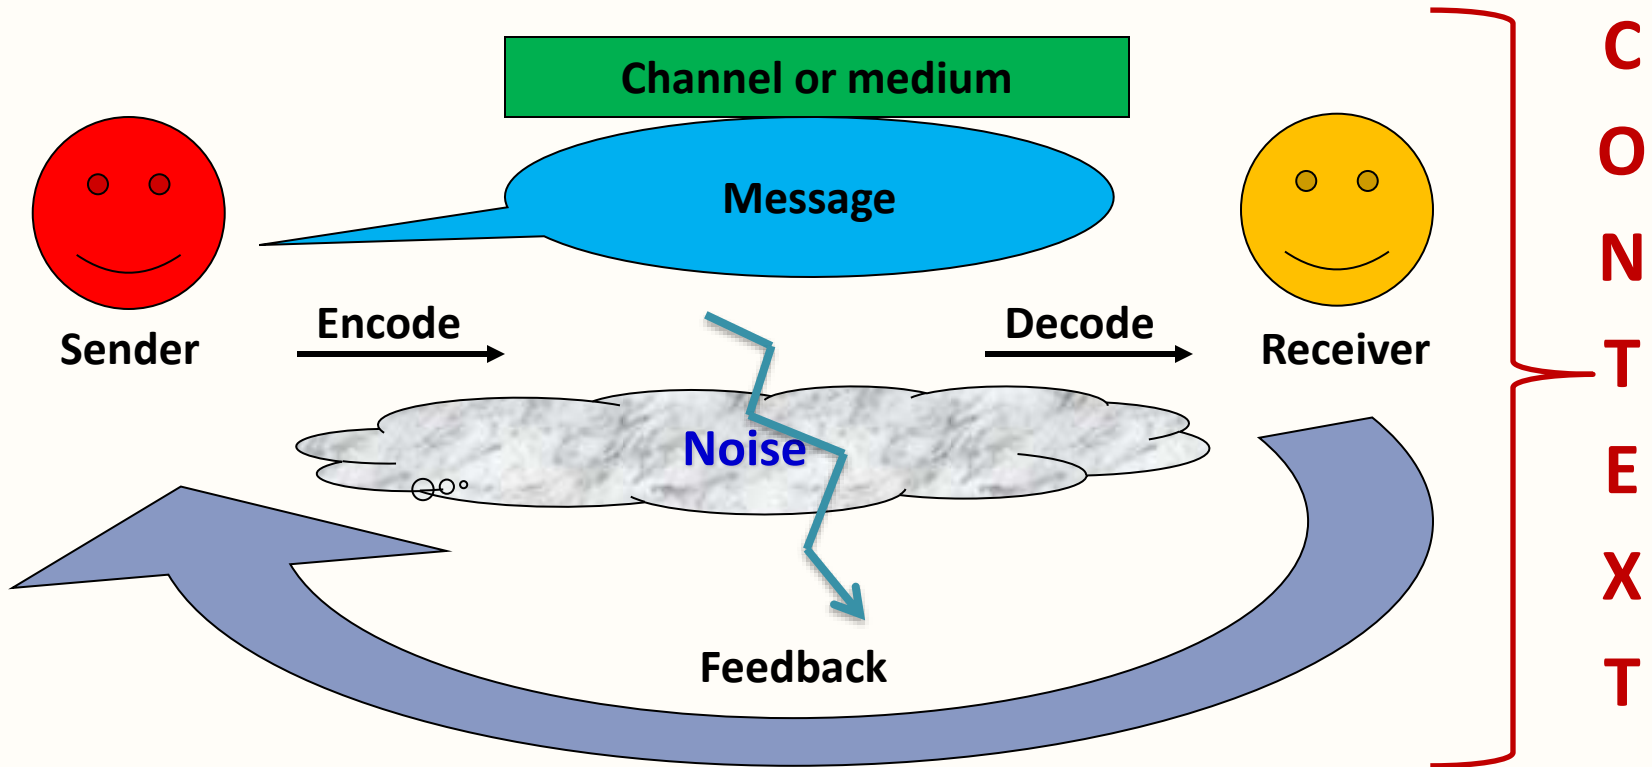 Channel or medium
Message
Encode
Decode
Sender
Receiver
Noise
Feedback
C
O
N
T
E
X
T